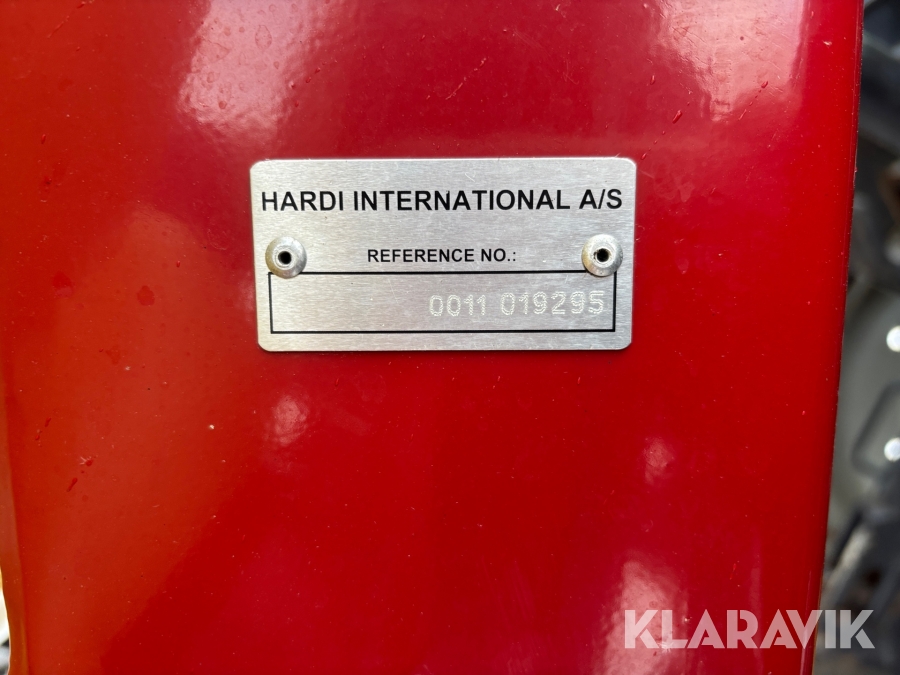 HARDI INTERNATIONAL A/S
REFERENCE NO.:
0011 019295
KLARAVIK